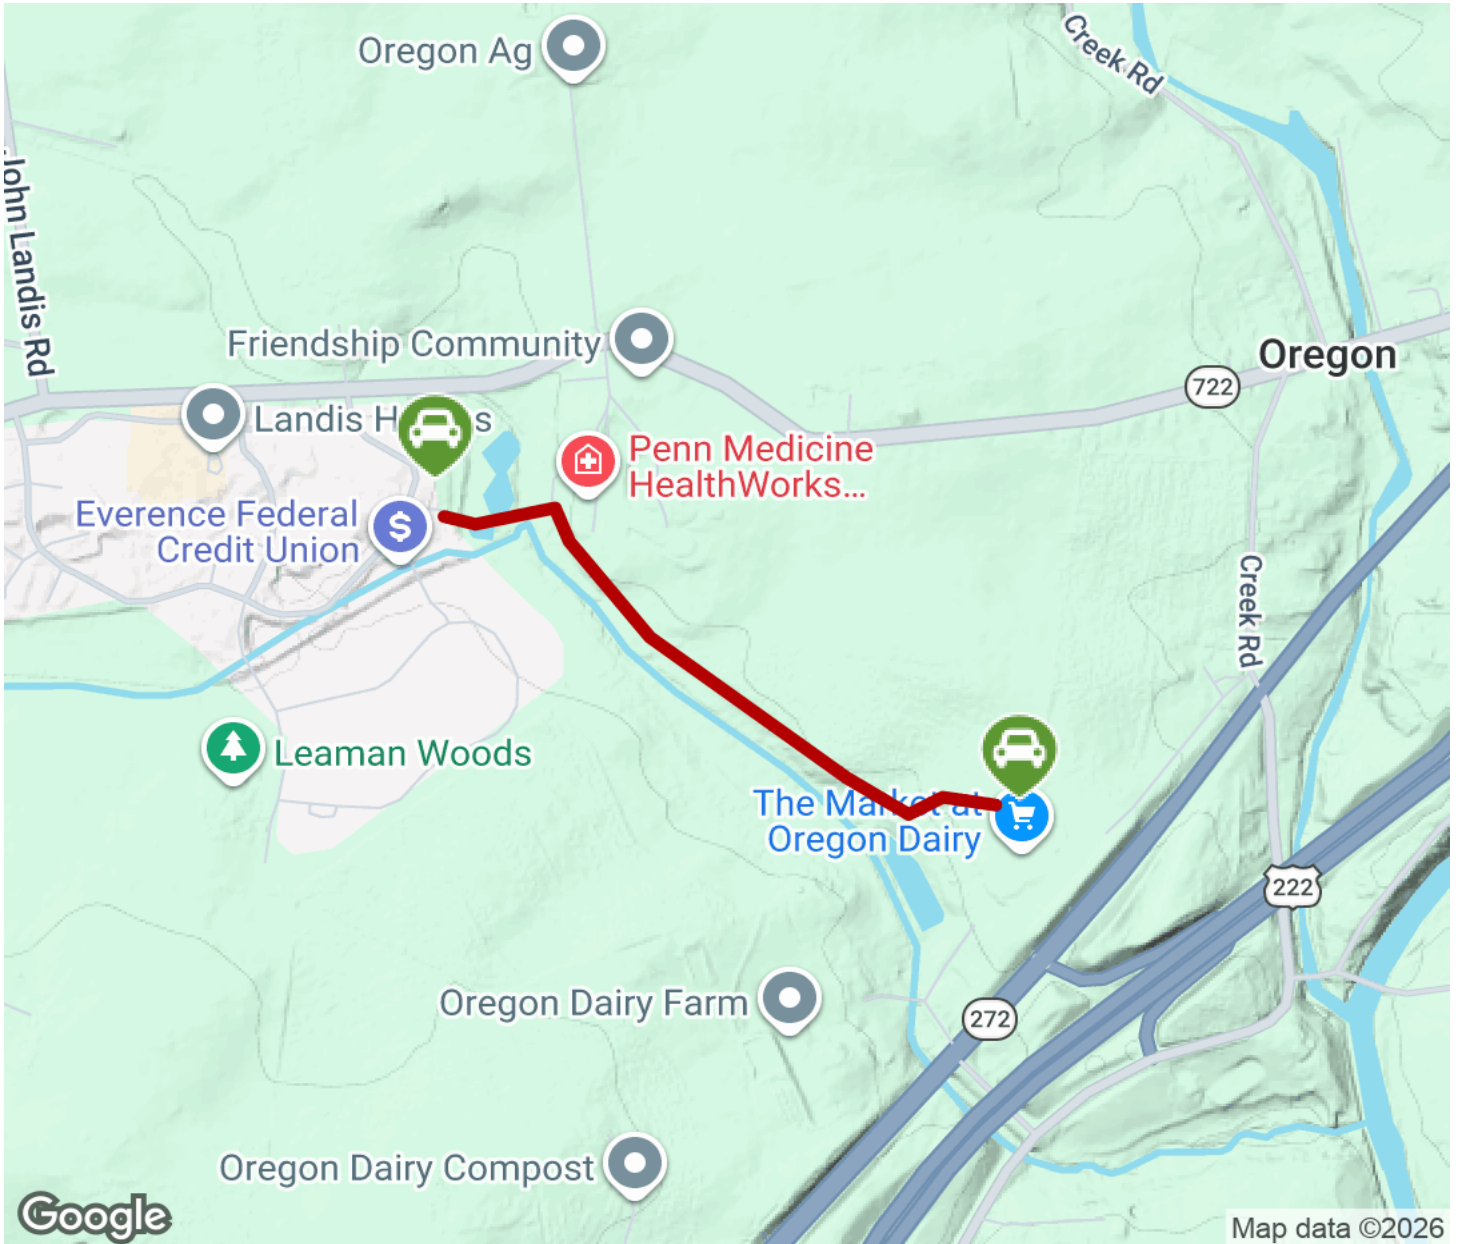 Oregon Ag
Creek Rd
John Landis Rd
Friendship Community
Oregon
722
Landis H s
Penn Medicine
HealthWorks...
Everence Federal
Credit Union
$
Creek Rd
Leaman Woods
The Market at
Oregon Dairy
222
Oregon Dairy Farm
272
Oregon Dairy Compost
Google
Map data ©2026